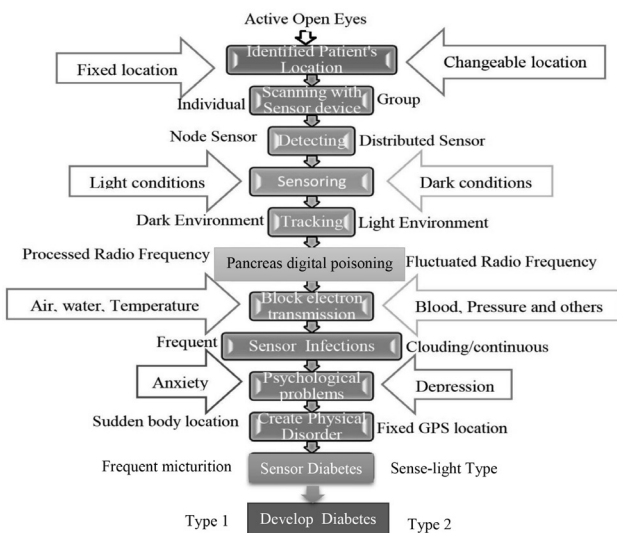 Active Open Eyes
Fixed location
Identified Patient's
Location
Changeable location
Individual
Scanning with
Sensor device
Group
Node Sensor
Detecting
Distributed Sensor
Light conditions
Sensoring
Dark conditions
Dark Environment
Tracking
Light Environment
Processed Radio Frequency
Pancreas digital poisoning
Fluctuated Radio Frequency
Air, water, Temperature
Block electron
transmission
Blood, Pressure and others
Frequent
Sensor Infections
Clouding/continuous
Anxiety
Psychological
problems
Depression
Sudden body location
Create Physical
Disorder
Fixed GPS location
Frequent micturition
Sensor Diabetes
Sense-light Type
Type 1
Develop Diabetes
Type 2